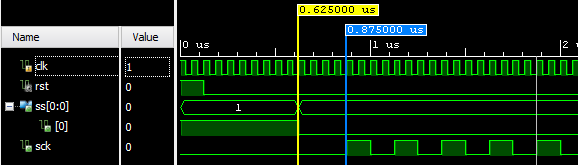 0.625000 us
0.875000 us
Name Value
0 us 1 us 2 u
clk 1
rst 0
ss[0:0] 0 1
[0] 0
sck 0